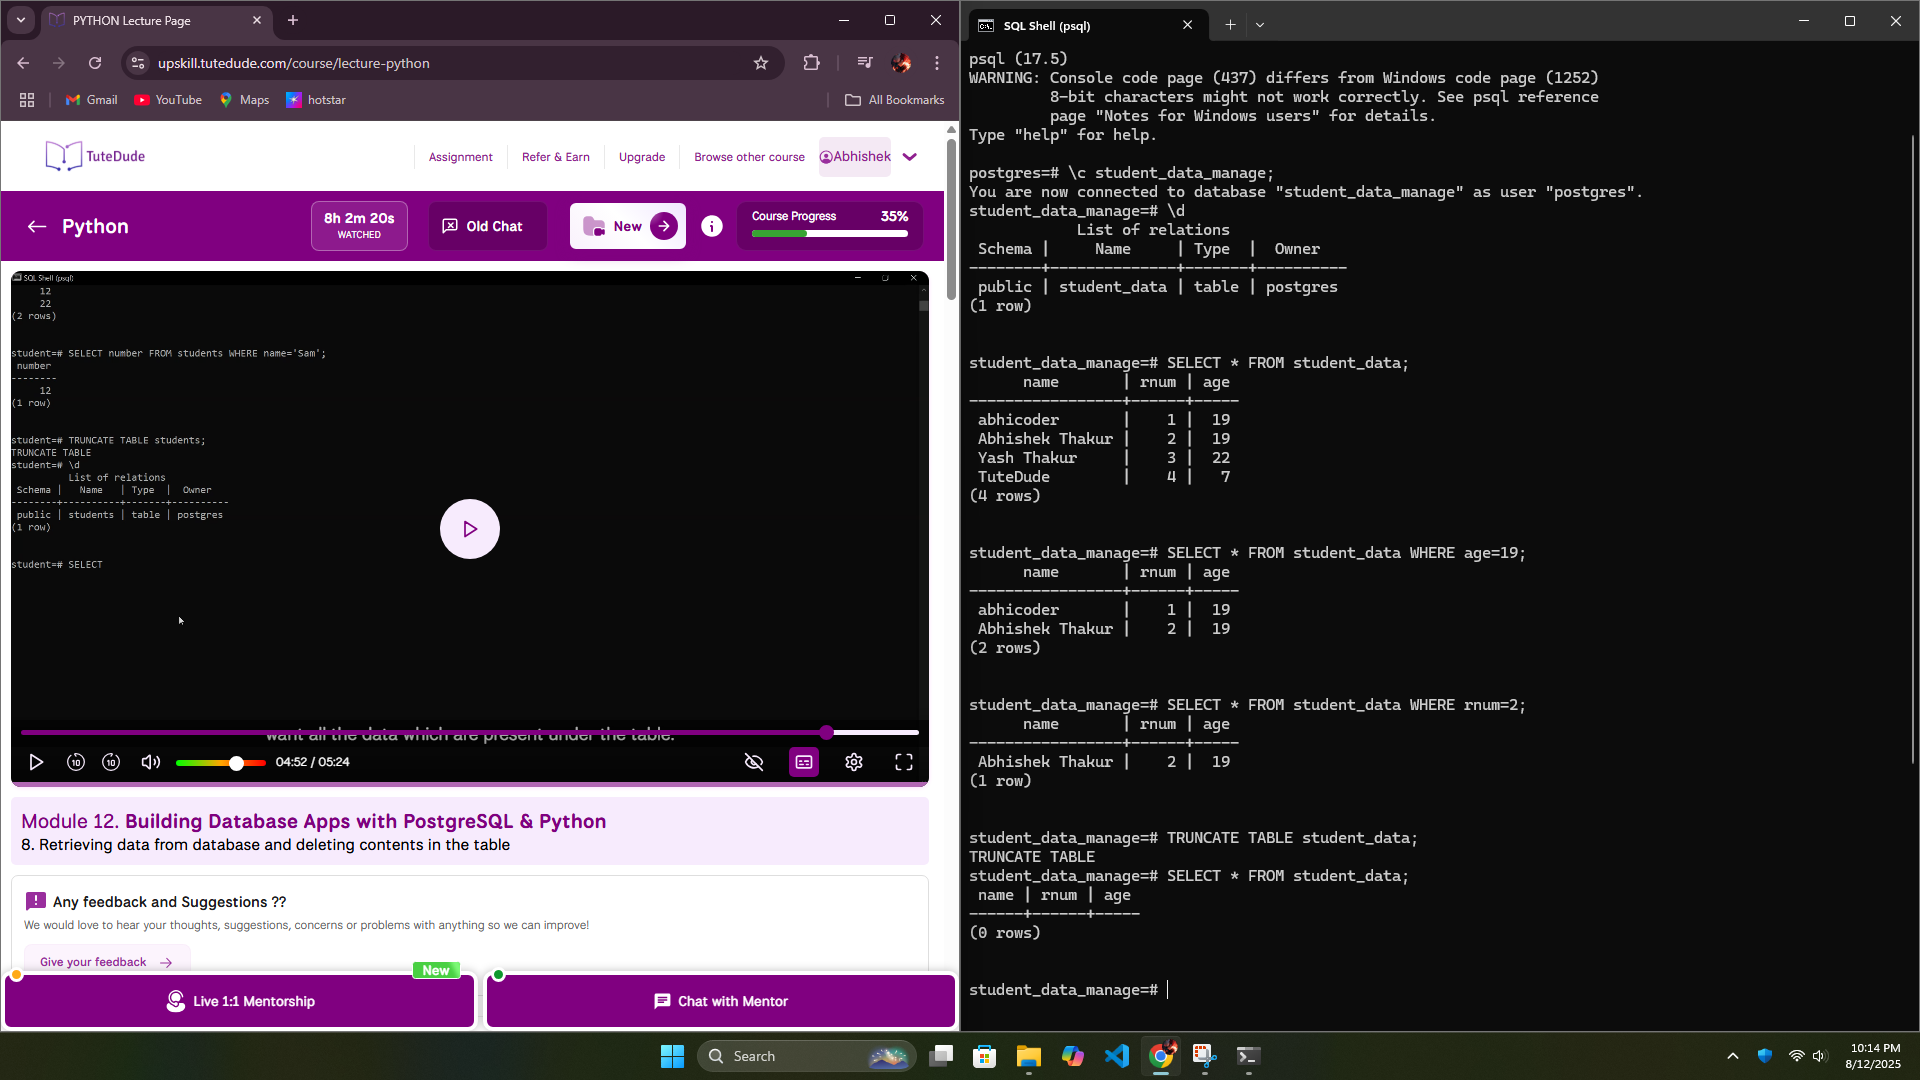 PYTHON Lecture Page
upskill.tutedude.com/course/lecture-python
Gmail
YouTube
Maps
hotstar
All Bookmarks
TuteDude
Assignment
Refer & Earn
Upgrade
Browse other course
Abhishek
Python
8h 2m 20s
WATCHED
Old Chat
New
Course Progress
35%
SQL Shell (psql)
12
22
(2 rows)
student=# SELECT number FROM students WHERE name='Sam';
number
--------
12
(1 row)
student=# TRUNCATE TABLE students;
TRUNCATE TABLE
student=# \d
List of relations
Schema | Name | Type | Owner
--------+----------+-------+----------
public | students | table | postgres
(1 row)
student=# SELECT
want all the data which are present under the table.
10
10
04:52 / 05:24
Module 12. Building Database Apps with PostgreSQL & Python
8. Retrieving data from database and deleting contents in the table
Any feedback and Suggestions ??
We would love to hear your thoughts, suggestions, concerns or problems with anything so we can improve!
Give your feedback
New
Live 1:1 Mentorship
Chat with Mentor
SQL Shell (psql)
psql (17.5)
WARNING: Console code page (437) differs from Windows code page (1252)
8-bit characters might not work correctly. See psql reference
page "Notes for Windows users" for details.
Type "help" for help.
postgres=# \c student_data_manage;
You are now connected to database "student_data_manage" as user "postgres".
student_data_manage=# \d
List of relations
Schema | Name | Type | Owner
--------+--------------+-------+----------
public | student_data | table | postgres
(1 row)
student_data_manage=# SELECT * FROM student_data;
name | rnum | age
-----------------+------+-----
abhicoder | 1 | 19
Abhishek Thakur | 2 | 19
Yash Thakur | 3 | 22
TuteDude | 4 | 7
(4 rows)
student_data_manage=# SELECT * FROM student_data WHERE age=19;
name | rnum | age
-----------------+------+-----
abhicoder | 1 | 19
Abhishek Thakur | 2 | 19
(2 rows)
student_data_manage=# SELECT * FROM student_data WHERE rnum=2;
name | rnum | age
-----------------+------+-----
Abhishek Thakur | 2 | 19
(1 row)
student_data_manage=# TRUNCATE TABLE student_data;
TRUNCATE TABLE
student_data_manage=# SELECT * FROM student_data;
name | rnum | age
------+------+-----
(0 rows)
student_data_manage=#
Search
10:14 PM
8/12/2025